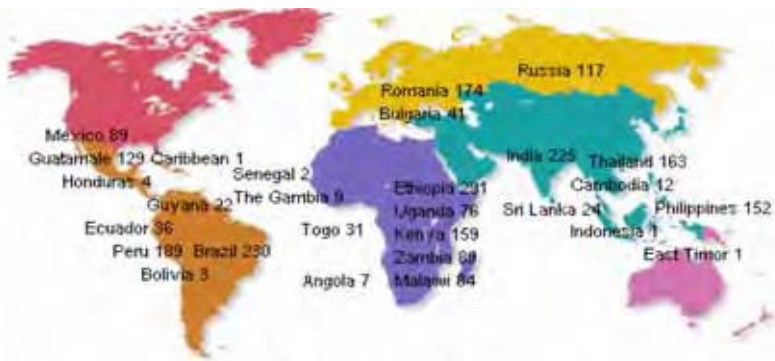 Russia 117
Romania 174
Bulgaria 41
Mexico 89
Guatamale 129 Caribbean 1
India 225
Thailand 163
Senegal 2
Honduras 4
Cambodia 12
The Gambia 9
Ethiopia 291
Guyana 22
Uganda 76
Sri Lanka 24
Philippines 152
Ecuador 36
Togo 31
Kenya 159
Indonesia 1
Peru 189 Brazil 230
Zambia
East Timor 1
Bolivia 3
Angola 7
Malawi 84